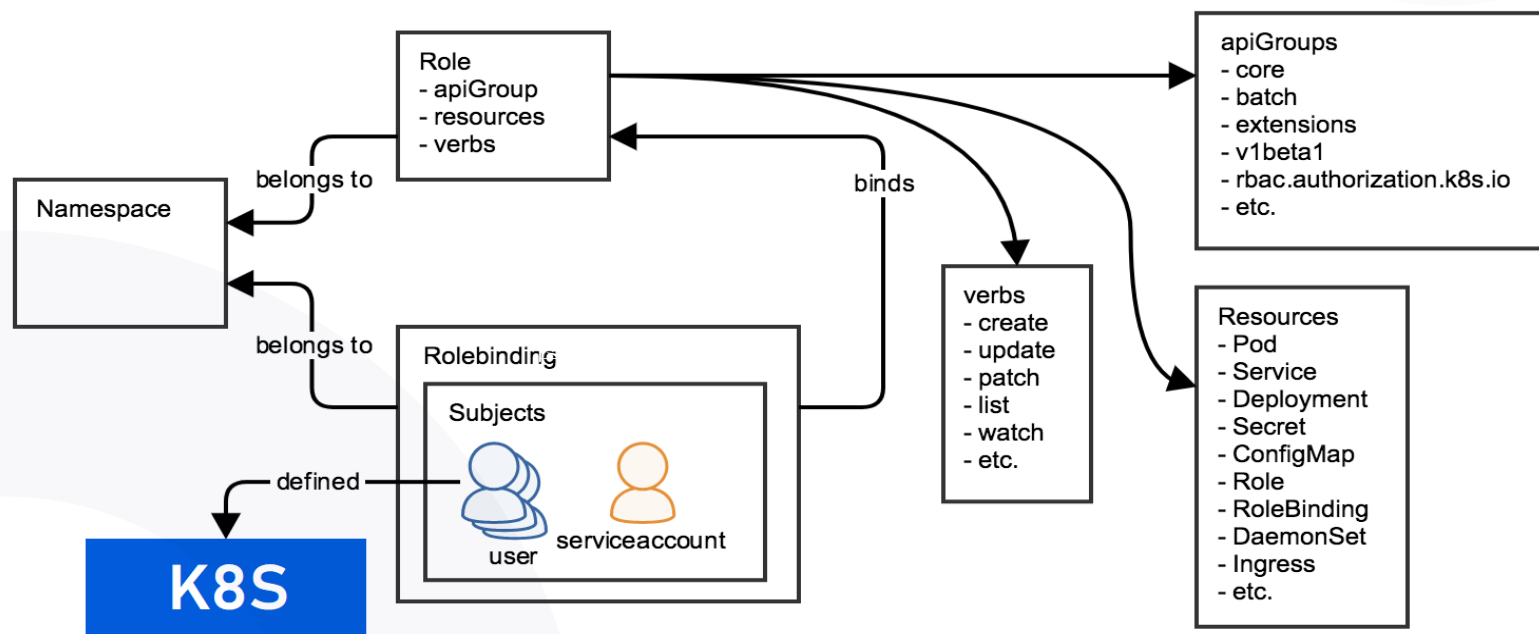 Role
- apiGroup
- resources
- verbs
apiGroups
- core
- batch
- extensions
- v1beta1
- rbac.authorization.k8s.io
- etc.
belongs to
binds
Namespace
verbs
- create
- update
- patch
- list
- watch
- etc.
Resources
- Pod
- Service
- Deployment
- Secret
- ConfigMap
- Role
- RoleBinding
- DaemonSet
- Ingress
- etc.
belongs to
Rolebinding
Subjects
defined
user
serviceaccount
K8S